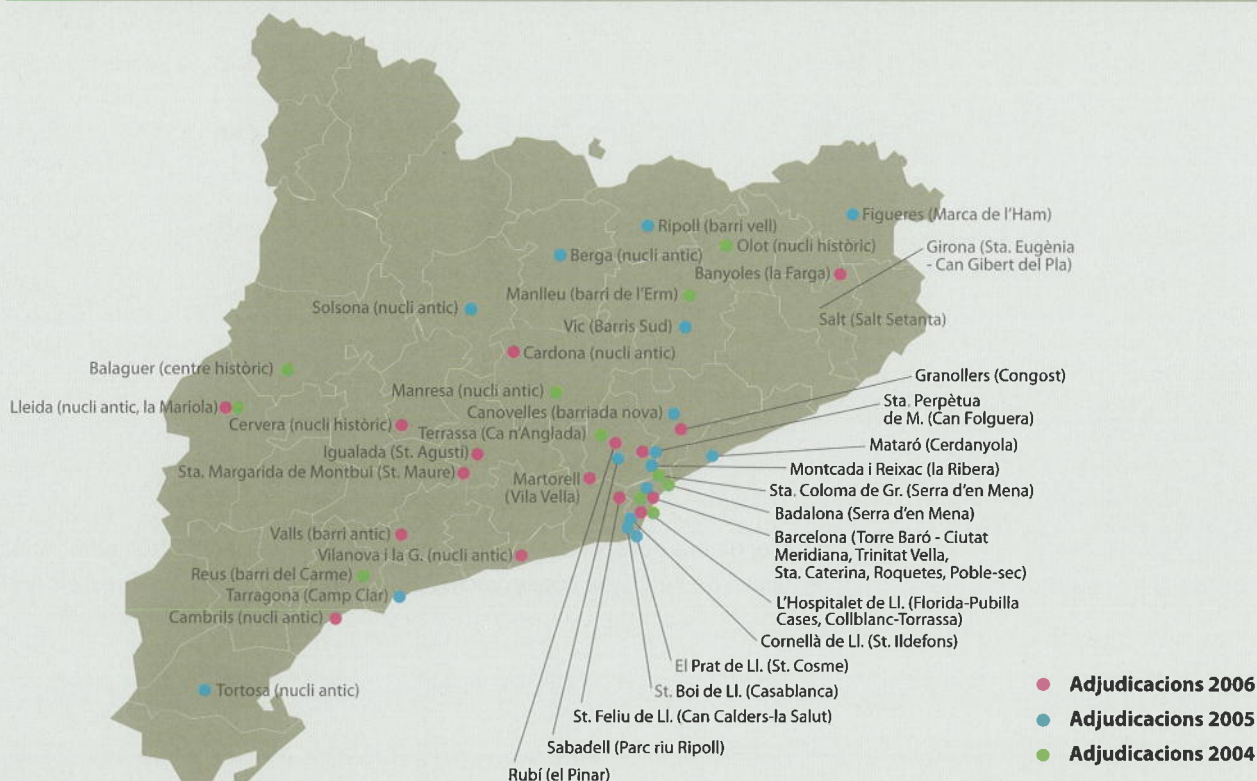 Figueres (Marca de l'Ham)
Ripoll (barri vell)
Olot (nucli històric)
Girona (Sta. Eugènia
- Can Gibert del Pla)
Berga (nucli antic)
Banyoles (la Farga)
Manlleu (barri de l'Erm)
Solsona (nucli antic)
Salt (Salt Setanta)
Vic (Barris Sud)
Cardona (nucli antic)
Balaguer (centre històric)
Granollers (Congost)
Manresa (nucli antic)
Lleida (nucli antic, la Mariola)
Sta. Perpètua
de M. (Can Folguera)
Canovelles (barriada nova)
Cervera (nucli històric)
Terrassa (Ca n'Anglada)
Mataró (Cerdanyola)
Igualada (St. Agustí)
Montcada i Reixac (la Ribera)
Sta. Margarida de Montbui (St. Maure)
Martorell
(Vila Vella)
Sta. Coloma de Gr. (Serra d'en Mena)
Badalona (Serra d'en Mena)
Valls (barri antic)
Barcelona (Torre Baró - Ciutat
Meridiana, Trinitat Vella,
Sta. Caterina, Roquetes, Poble-sec)
Vilanova i la G. (nucli antic)
Reus (barri del Carme)
Tarragona (Camp Clar)
L'Hospitalet de Ll. (Florida-Pubilla
Cases, Collblanc-Torrassa)
Cambrils (nucli antic)
Cornellà de Ll. (St. Ildefons)
El Prat de Ll. (St. Cosme)
Tortosa (nucli antic)
St. Boi de Ll. (Casablanca)
St. Feliu de Ll. (Can Calders-la Salut)
Sabadell (Parc riu Ripoll)
Rubí (el Pinar)
Adjudicacions 2006
Adjudicacions 2005
Adjudicacions 2004